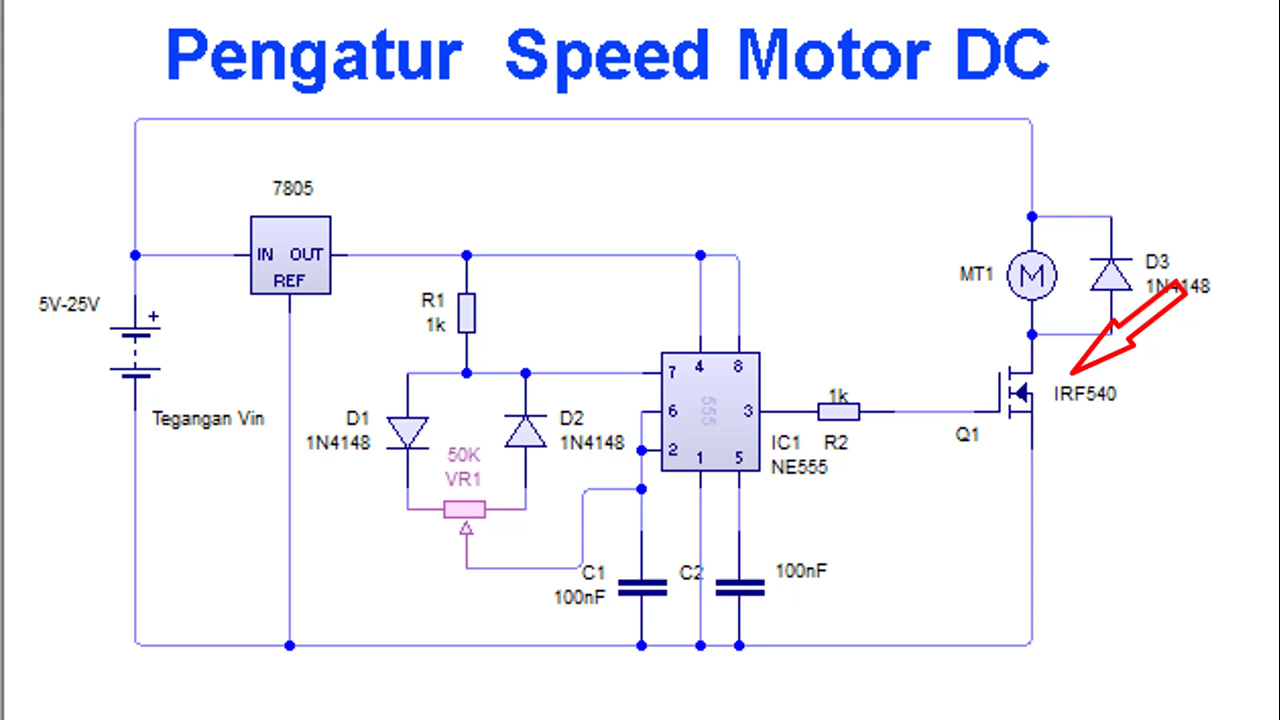 Pengatur Speed Motor DC
7805
IN OUT
REF
5V-25V
+
Tegangan Vin
R1
1k
D1
1N4148
D2
1N4148
50K
VR1
7 4 8
6
3
2
1 5
555
IC1
NE555
1k
R2
Q1
IRF540
MT1
M
D3
1N4148
C1
100nF
C2
100nF